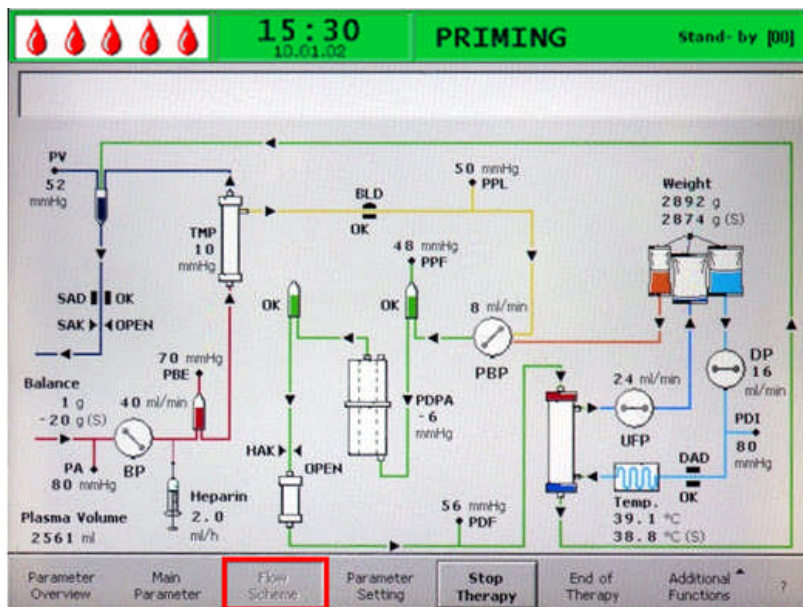 15:30
10.01.02
PRIMING
Stand- by [00]
PV
52
mmHg
TMP
10
mmHg
BLD
OK
50 mmHg
PPL
Weight
2892 g
2874 g (S)
48 mmHg
PPF
SAD OK
SAK OPEN
OK
OK
8 ml/min
PBP
70 mmHg
PBE
DP
16
ml/min
Balance
1 g
-20 g (S)
40 ml/min
PDPA
-6
mmHg
24 ml/min
UFP
PDI
80
mmHg
PA
80 mmHg
BP
HAK
OPEN
DAD
OK
Heparin
2.0
ml/h
56 mmHg
PDF
Temp.
39.1 °C
38.8 °C (S)
Plasma Volume
2561 ml
Parameter
Overview
Main
Parameter
Flow
Scheme
Parameter
Setting
Stop
Therapy
End of
Therapy
Additional
Functions
?